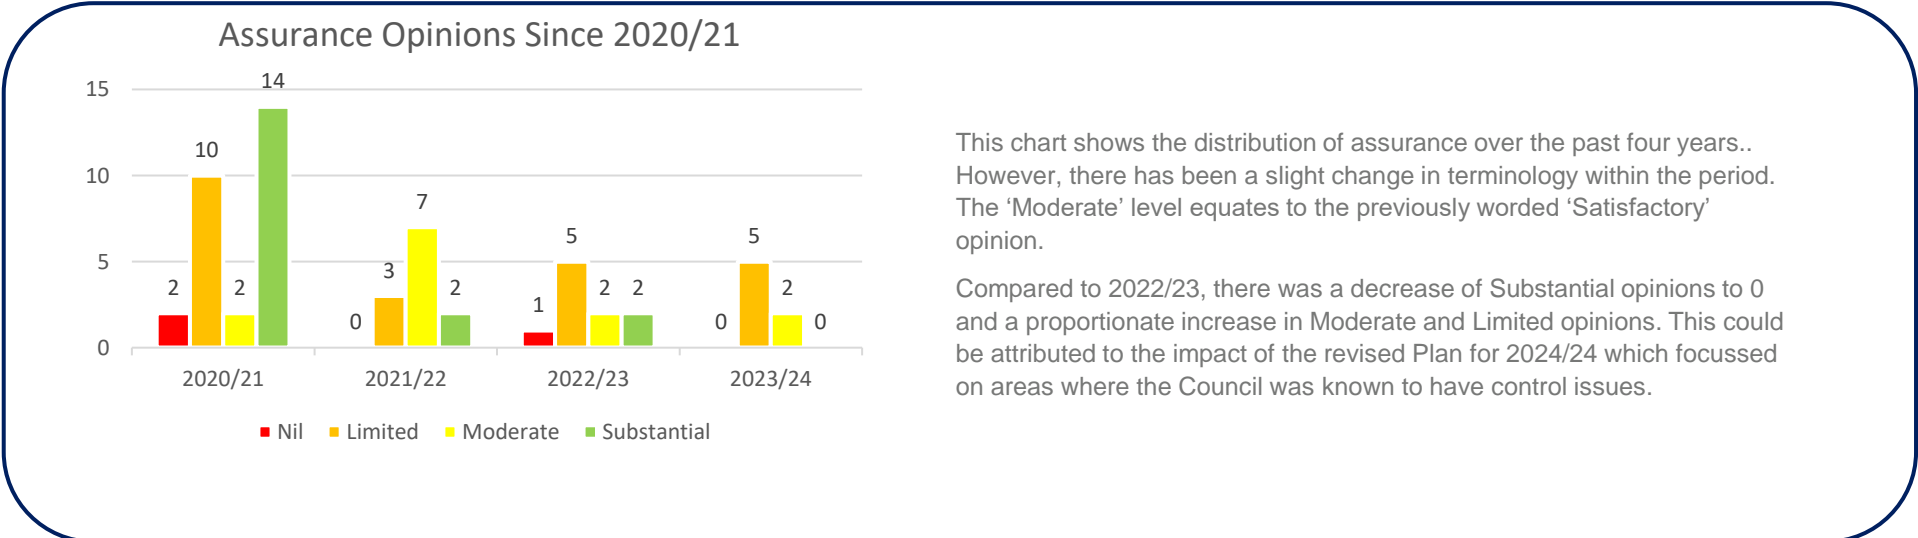 Assurance Opinions Since 2020/21
15
10
5
0
2
10
2
14
0
3
7
2
1
5
2
2
0
5
2
0
2020/21
2021/22
2022/23
2023/24
Nil
Limited
Moderate
Substantial
This chart shows the distribution of assurance over the past four years..
However, there has been a slight change in terminology within the period.
The ‘Moderate’ level equates to the previously worded ‘Satisfactory’
opinion.
Compared to 2022/23, there was a decrease of Substantial opinions to 0
and a proportionate increase in Moderate and Limited opinions. This could
be attributed to the impact of the revised Plan for 2024/24 which focussed
on areas where the Council was known to have control issues.